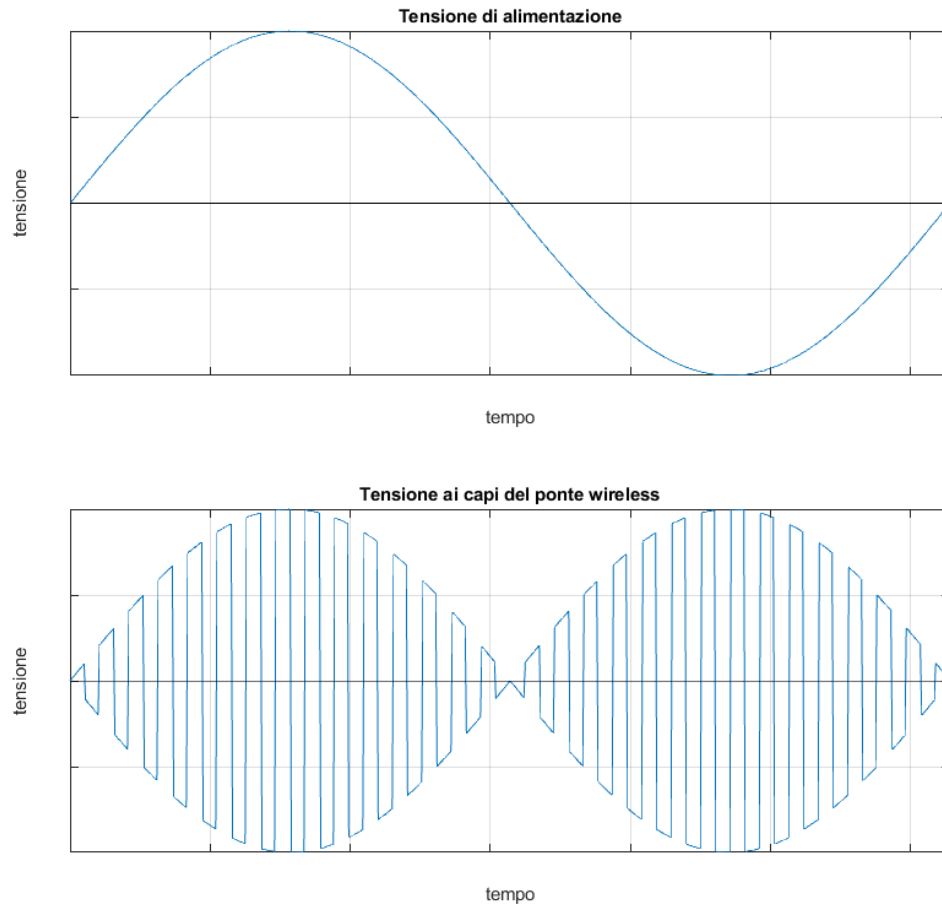 Tensione di alimentazione
tensione
tempo
Tensione ai capi del ponte wireless
tensione
tempo